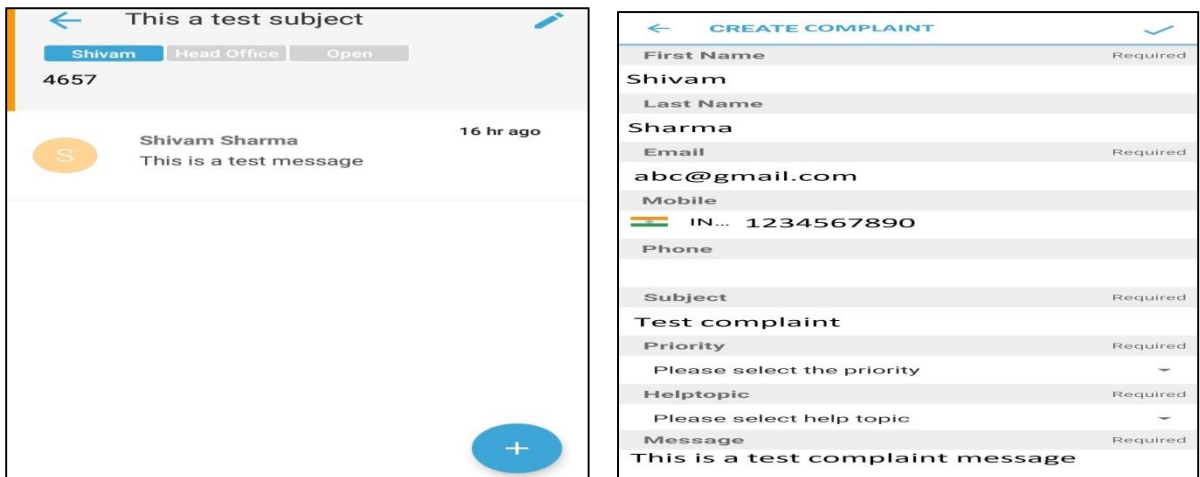 This a test subject
Shivam Head Office Open
4657
Shivam Sharma 16 hr ago
S
This is a test message
+
CREATE COMPLAINT
First Name Required
Shivam
Last Name
Sharma
Email Required
abc@gmail.com
Mobile
IN... 1234567890
Phone
Subject Required
Test complaint
Priority Required
Please select the priority
Helptopic Required
Please select help topic
Message Required
This is a test complaint message